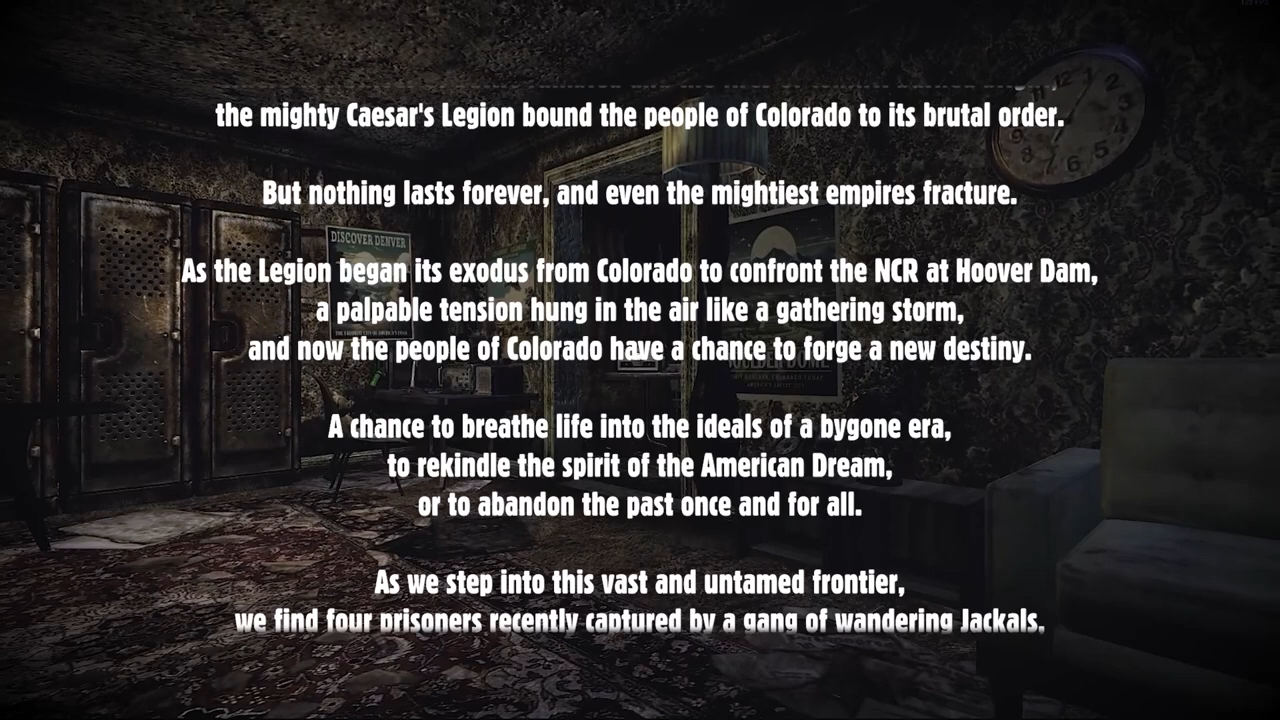 the mighty Caesar's Legion bound the people of Colorado to its brutal order.
But nothing lasts forever, and even the mightiest empires fracture.
As the Legion began its exodus from Colorado to confront the NCR at Hoover Dam,
a palpable tension hung in the air like a gathering storm,
and now the people of Colorado have a chance to forge a new destiny.
A chance to breathe life into the ideals of a bygone era,
to rekindle the spirit of the American Dream,
or to abandon the past once and for all.
As we step into this vast and untamed frontier,
we find four prisoners recently captured by a gang of wandering Jackals.
DISCOVER DENVER
BOULDER DOME